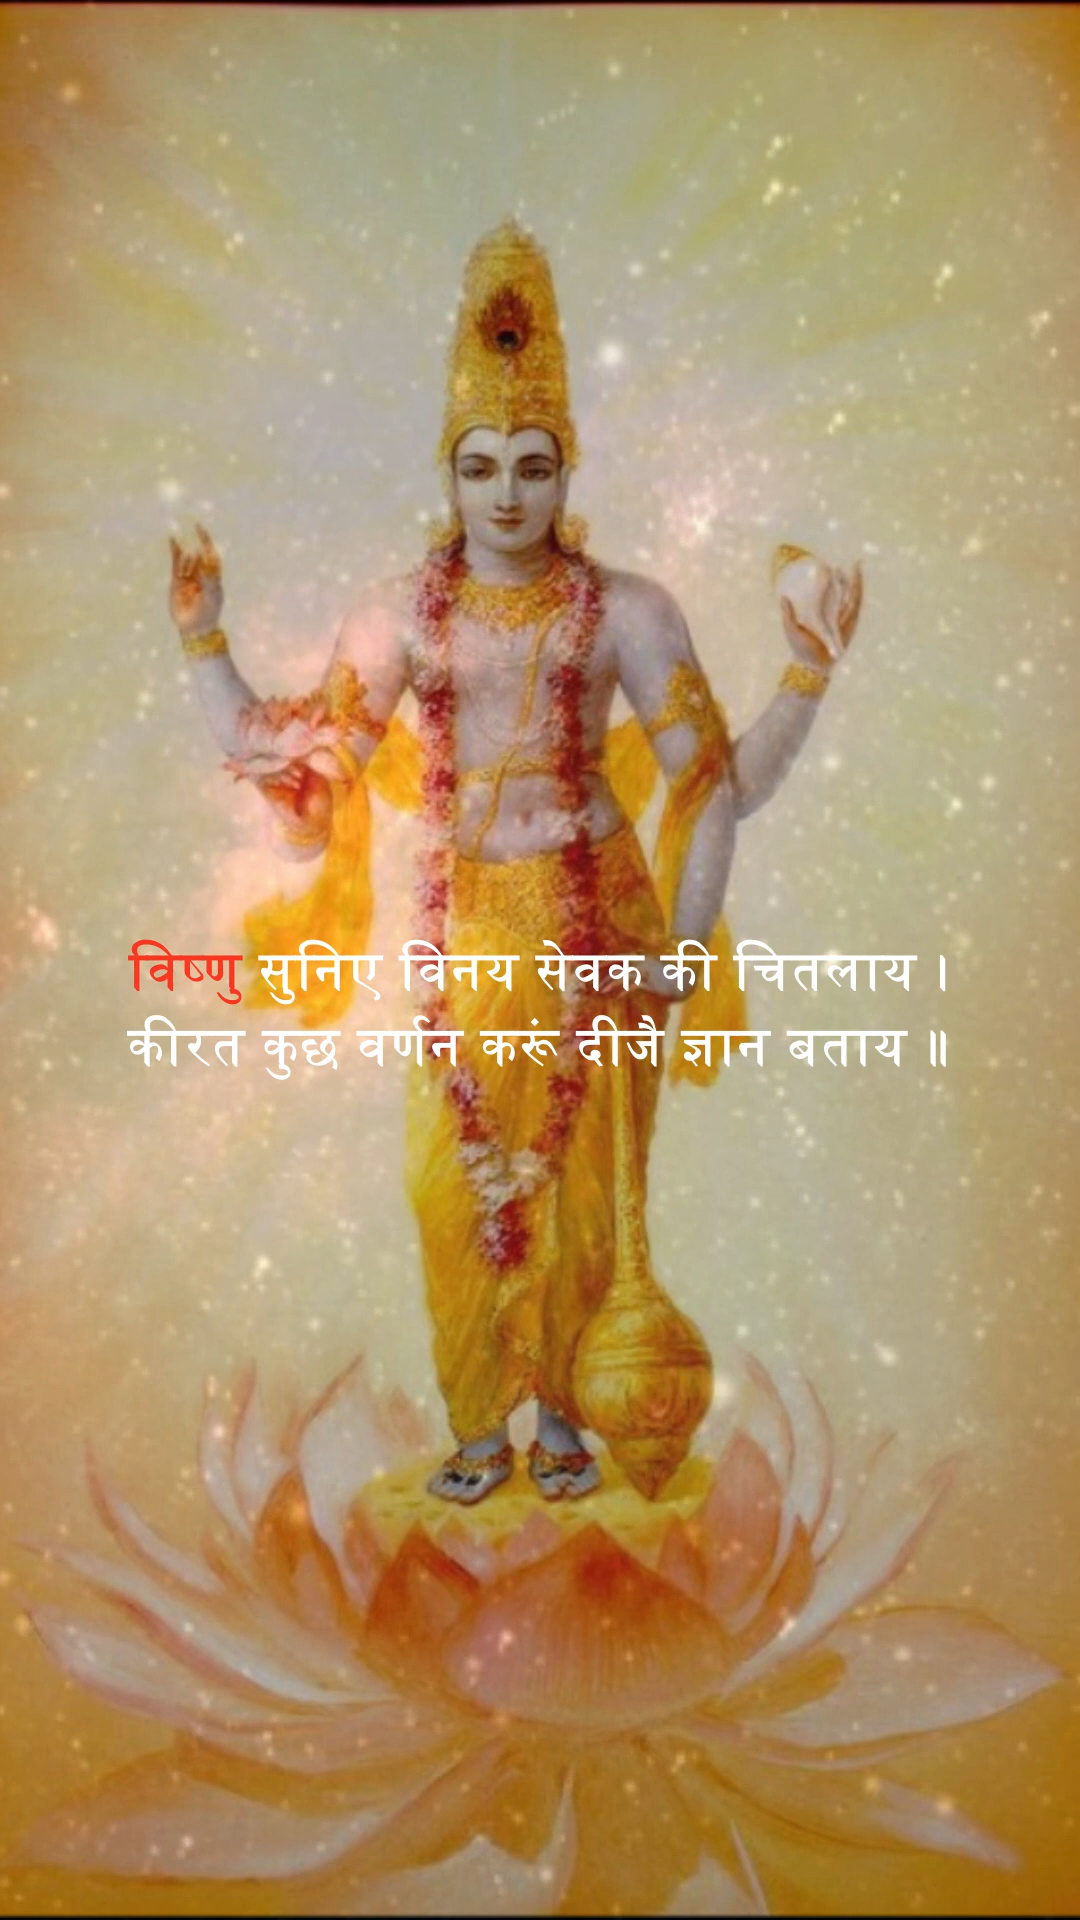 विष्णु सुनिए विनय सेवक की चितलाय ।
कीरत कुछ वर्णन करूं दीजै ज्ञान बताय ॥